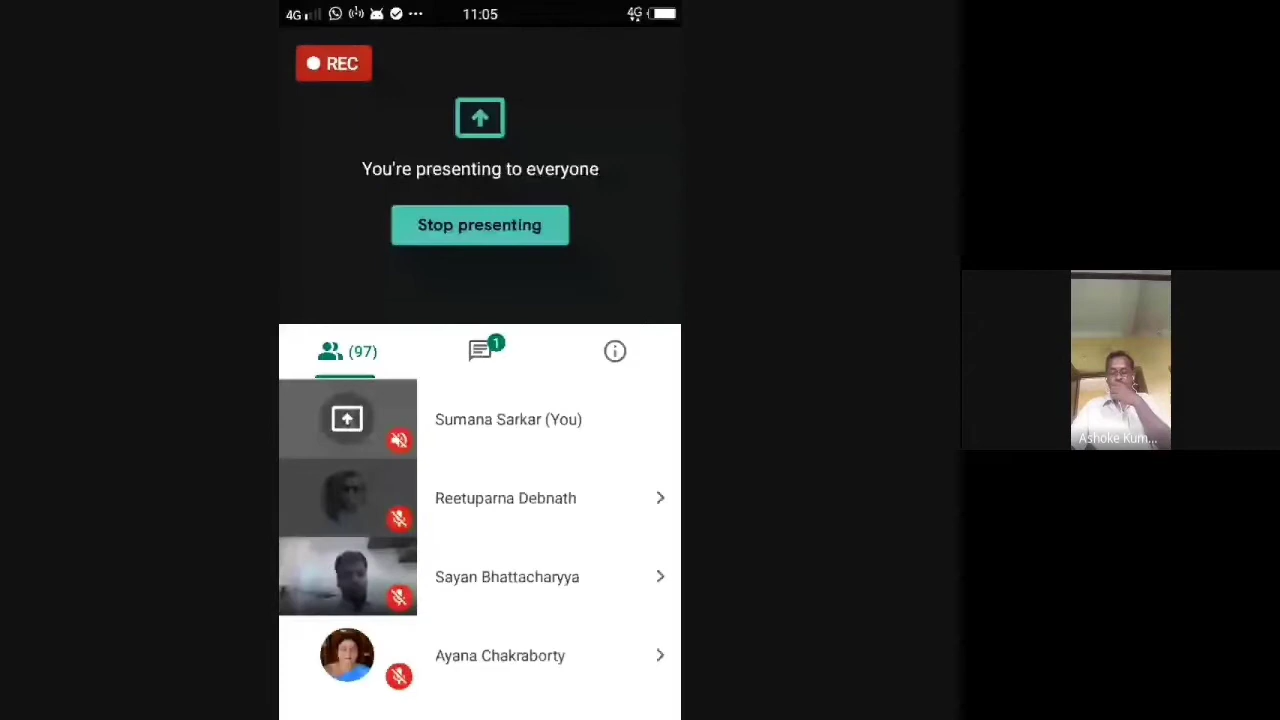 4G 11:05 4G
REC
You're presenting to everyone
Stop presenting
(97) 1
Sumana Sarkar (You)
Reetuparna Debnath
Sayan Bhattacharyya
Ayana Chakraborty
Ashoke Kum...